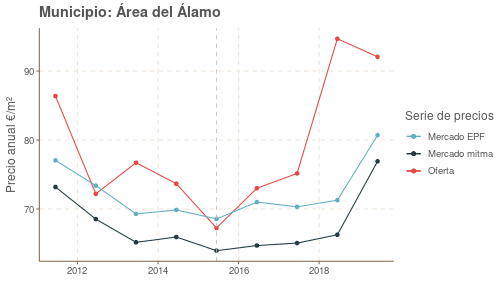 Municipio: Área del Álamo
Precio anual €/m²
90
80
70
2012
2014
2016
2018
Serie de precios
Mercado EPF
Mercado mitma
Oferta